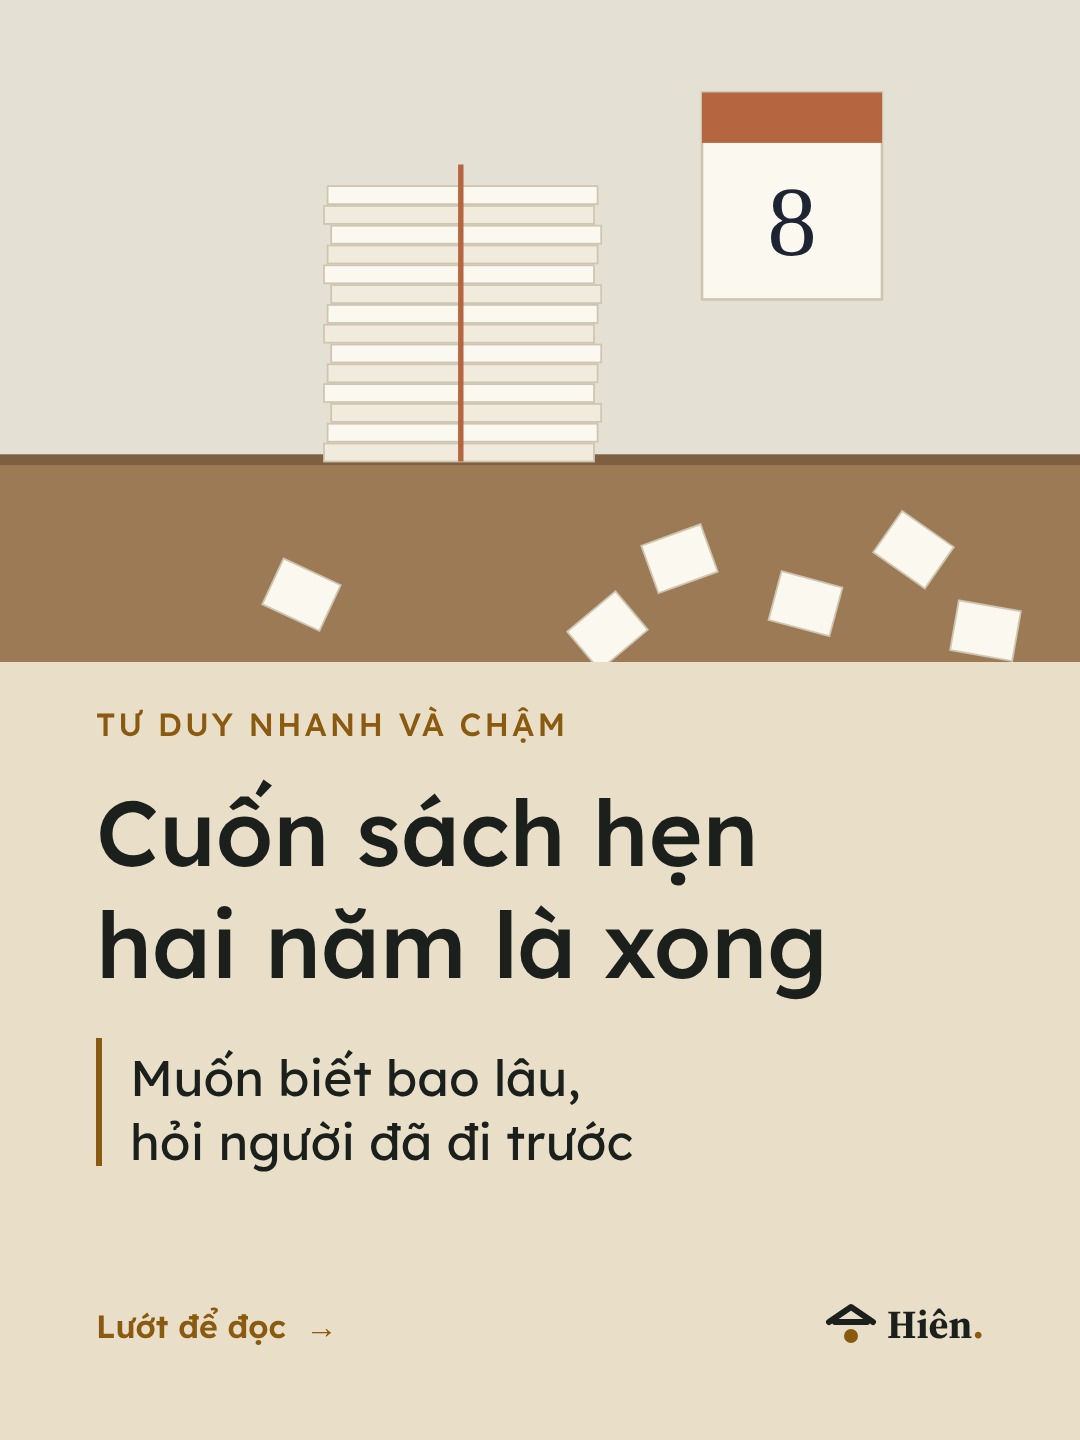 8
TƯ DUY NHANH VÀ CHẬM
Cuốn sách hẹn
hai năm là xong
Muốn biết bao lâu,
hỏi người đã đi trước
Lướt để đọc →
Hiên.